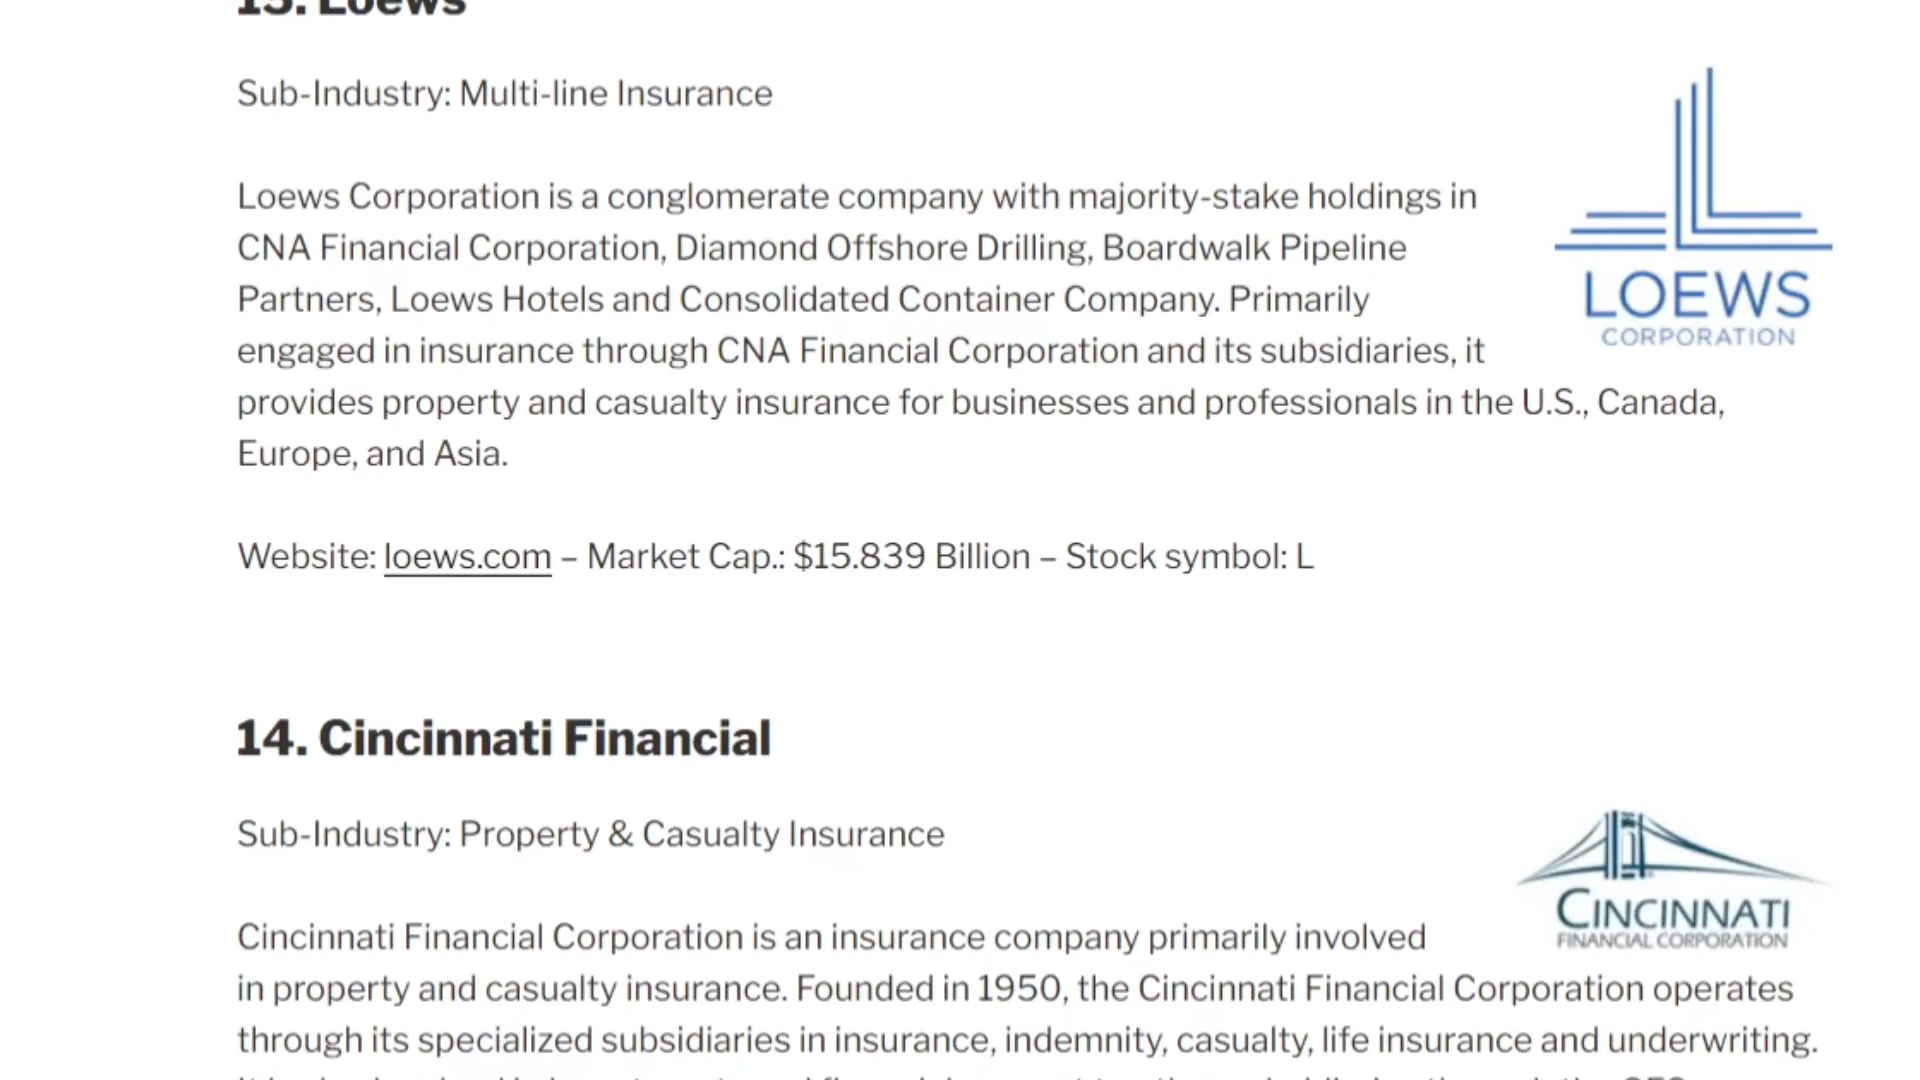 15. Loews
Sub-Industry: Multi-line Insurance
Loews Corporation is a conglomerate company with majority-stake holdings in
CNA Financial Corporation, Diamond Offshore Drilling, Boardwalk Pipeline
Partners, Loews Hotels and Consolidated Container Company. Primarily
engaged in insurance through CNA Financial Corporation and its subsidiaries, it
provides property and casualty insurance for businesses and professionals in the U.S., Canada,
Europe, and Asia.
LOEWS
CORPORATION
Website: loews.com – Market Cap.: $15.839 Billion – Stock symbol: L
14. Cincinnati Financial
Sub-Industry: Property & Casualty Insurance
Cincinnati Financial Corporation is an insurance company primarily involved
in property and casualty insurance. Founded in 1950, the Cincinnati Financial Corporation operates
through its specialized subsidiaries in insurance, indemnity, casualty, life insurance and underwriting.
CINCINNATI
FINANCIAL CORPORATION